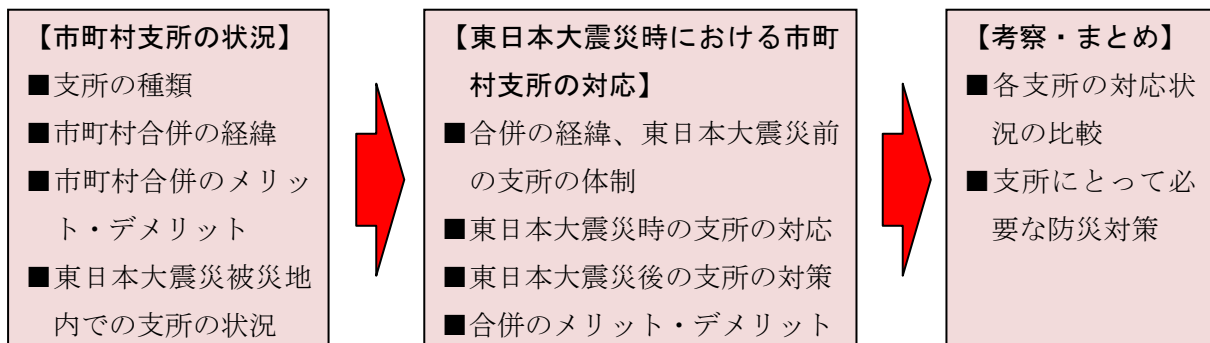 【市町村支所の状況】
■支所の種類
■市町村合併の経緯
■市町村合併のメリッ
ト・デメリット
■東日本大震災被災地
内での支所の状況
【東日本大震災時における市町
村支所の対応】
■合併の経緯、東日本大震災前
の支所の体制
■東日本大震災時の支所の対応
■東日本大震災後の支所の対策
■合併のメリット・デメリット
【考察・まとめ】
■各支所の対応状
況の比較
■支所にとって必
要な防災対策